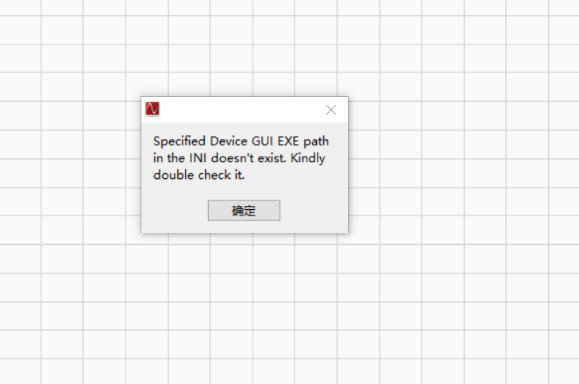 Specified Device GUI EXE path
in the INI doesn't exist. Kindly
double check it.
确定